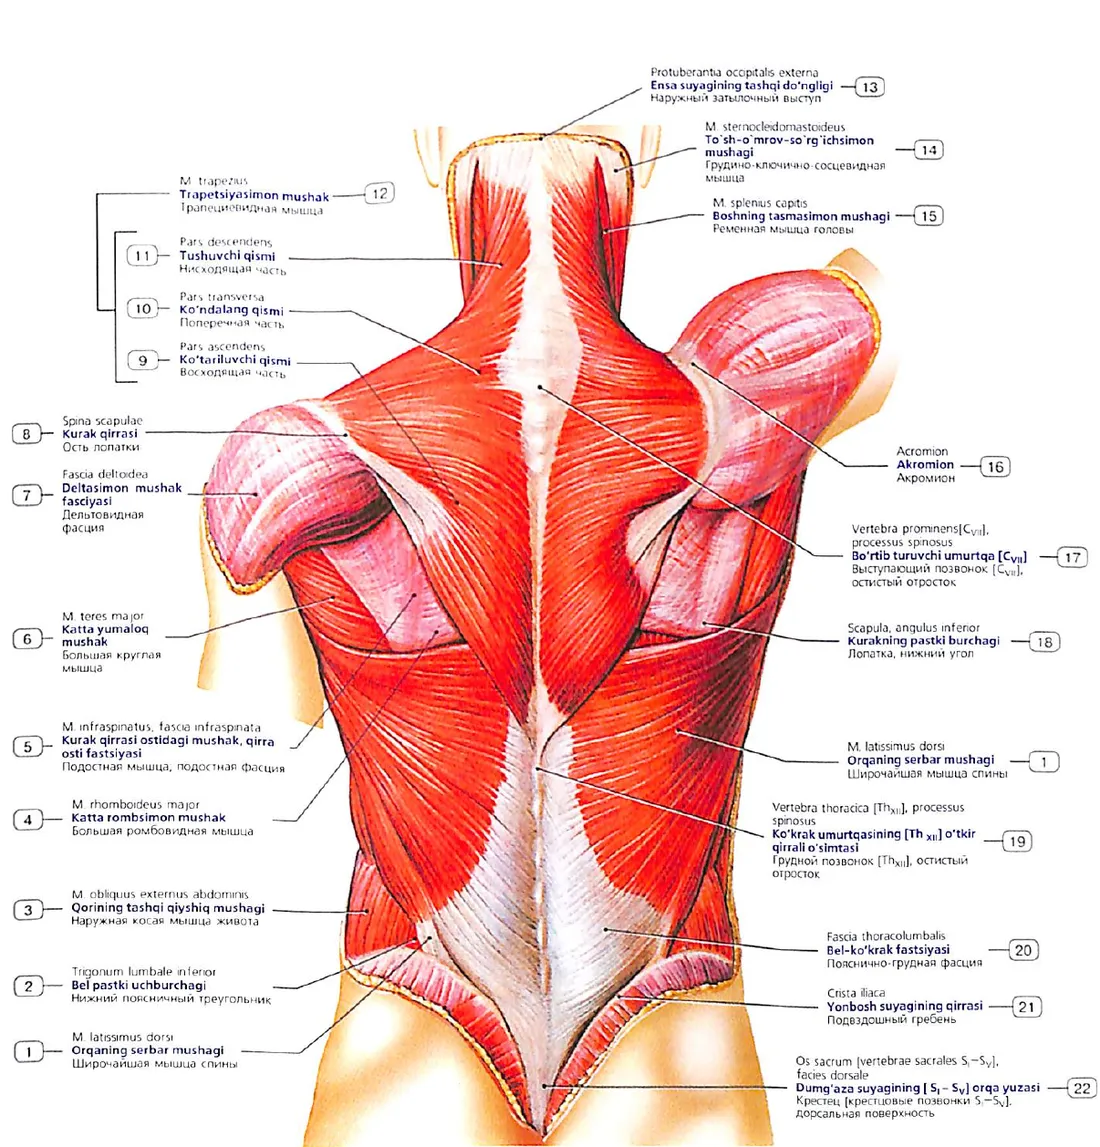 Protuberantia occipitalis externa
Ensa suyagining tashqi do'ngligi
Наружный затылочный выступ
13
M. sternocleidomastoideus
To`sh-o`mrov-so`rg`ichsimon
mushagi
Грудино-ключично-сосцевидная
мышца
14
M. splenius capitis
Boshning tasmasimon mushagi
Ременная мышца головы
15
M. trapezius
Trapetsiyasimon mushak
Трапециевидная мышца
12
Pars descendens
11
Tushuvchi qismi
Нисходящая часть
Pars transversa
10
Ko'ndalang qismi
Поперечная часть
Pars ascendens
9
Ko'tariluvchi qismi
Восходящая часть
Spina scapulae
8
Kurak qirrasi
Ость лопатки
Fascia deltoidea
7
Deltasimon mushak
fasciyasi
Дельтовидная
фасция
M. teres major
6
Katta yumaloq
mushak
Большая круглая
мышца
M. infraspinatus, fascia infraspinata
5
Kurak qirrasi ostidagi mushak, qirra
osti fastsiyasi
Подостная мышца, подостная фасция
M. rhomboideus major
4
Katta rombsimon mushak
Большая ромбовидная мышца
M. obliquus externus abdominis
3
Qorining tashqi qiyshiq mushagi
Наружная косая мышца живота
Trigonum lumbale inferior
2
Bel pastki uchburchagi
Нижний поясничный треугольник
M. latissimus dorsi
1
Orqaning serbar mushagi
Широчайшая мышца спины
Acromion
Akromion
16
Акромион
Vertebra prominens[CVII],
processus spinosus
Bo'rtib turuvchi umurtqa [CVII]
17
Выступающий позвонок [CVII],
остистый отросток
Scapula, angulus inferior
Kurakning pastki burchagi
18
Лопатка, нижний угол
M. latissimus dorsi
Orqaning serbar mushagi
1
Широчайшая мышца спины
Vertebra thoracica [ThXII], processus
spinosus
Ko'krak umurtqasining [Th XII] o'tkir
qirrali o'simtasi
19
Грудной позвонок [ThXII], остистый
отросток
Fascia thoracolumbalis
Bel-ko'krak fastsiyasi
20
Пояснично-грудная фасция
Crista iliaca
Yonbosh suyagining qirrasi
21
Подвздошный гребень
Os sacrum [vertebrae sacrales SI–SV],
facies dorsale
Dumg'aza suyagining [ SI – SV] orqa yuzasi
22
Крестец [крестцовые позвонки SI–SV],
дорсальная поверхность